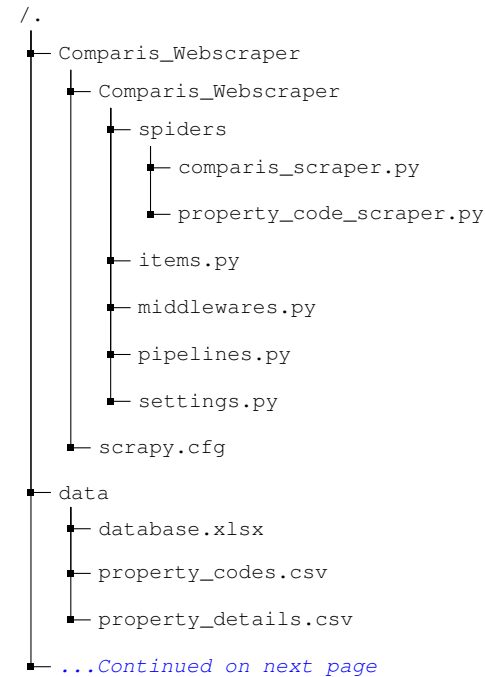 /.
Comparis_Webscraper
Comparis_Webscraper
spiders
comparis_scraper.py
property_code_scraper.py
items.py
middlewares.py
pipelines.py
settings.py
scrapy.cfg
data
database.xlsx
property_codes.csv
property_details.csv
...Continued on next page